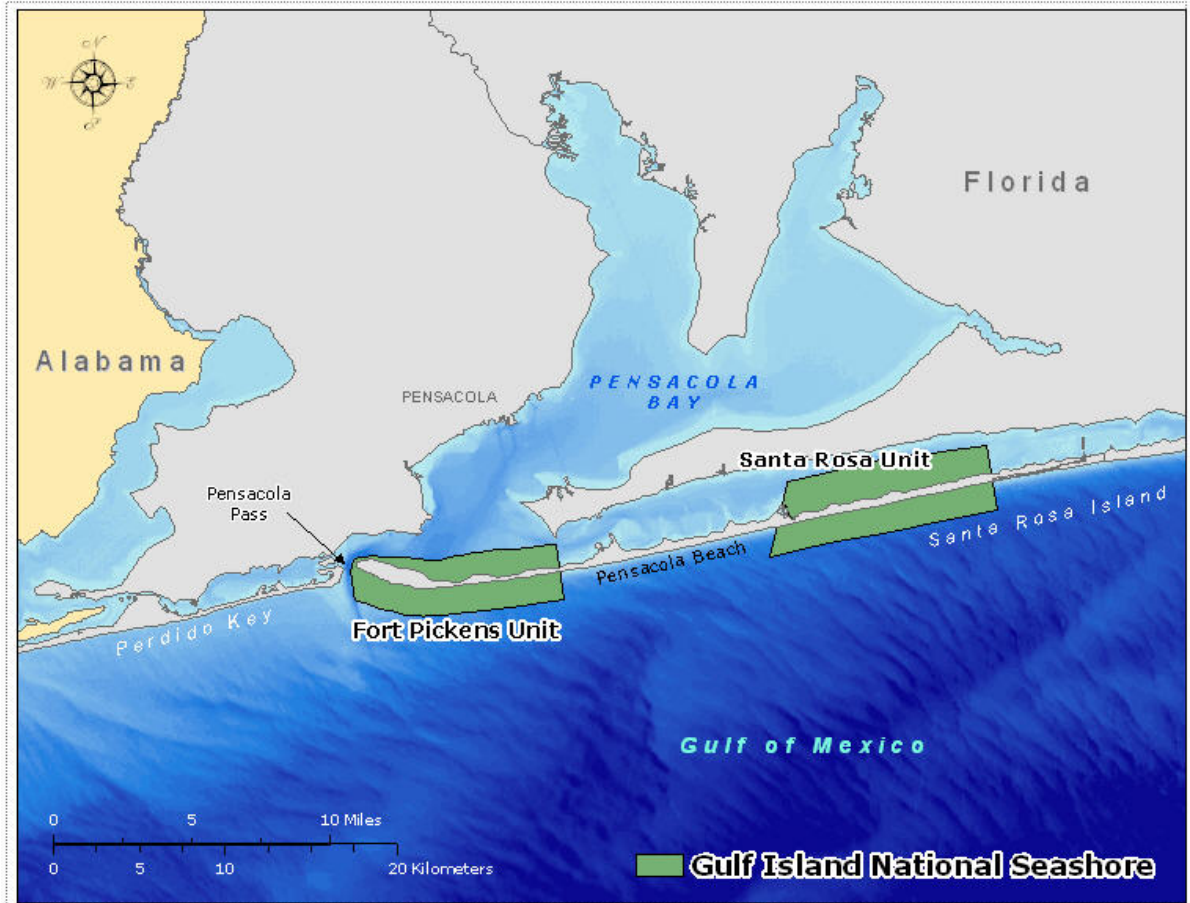 N
W E
S
Florida
Alabama
PENSACOLA
BAY
PENSACOLA
Santa Rosa Unit
Pensacola
Pass
Santa Rosa Island
Pensacola Beach
Perdido Key
Fort Pickens Unit
Gulf of Mexico
0 5 10 Miles
0 5 10 20 Kilometers
Gulf Island National Seashore